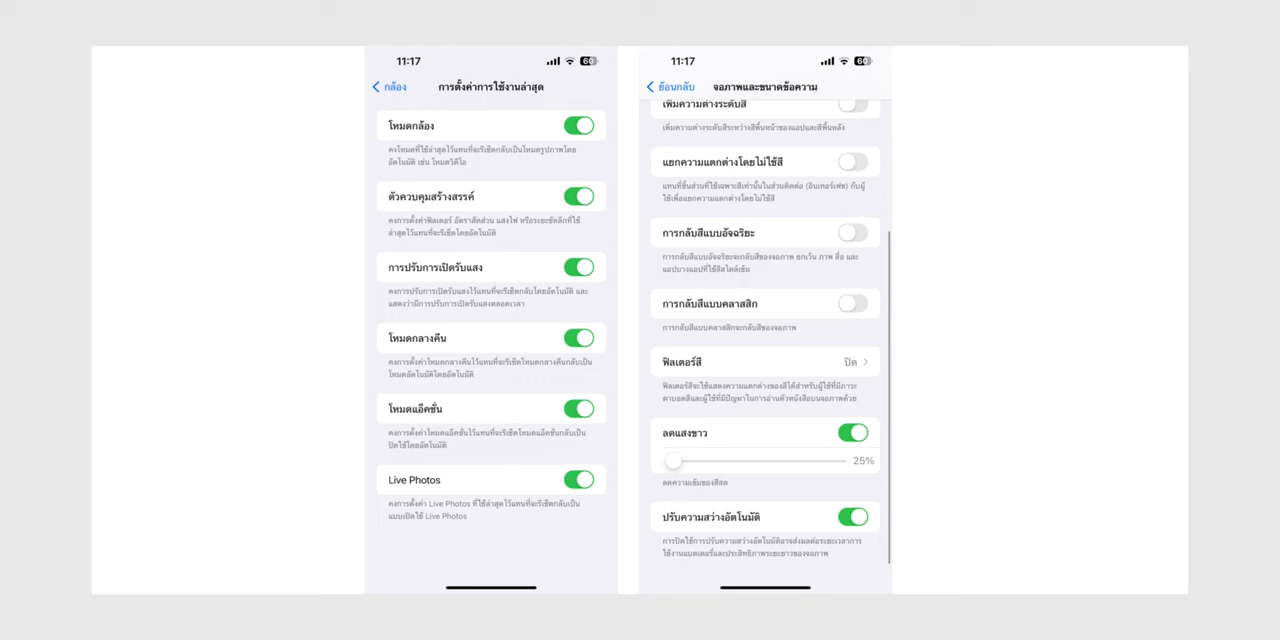 11:17
60
กล้อง
การตั้งค่าการใช้งานล่าสุด
โหมดกล้อง
คงโหมดที่ใช้ล่าสุดไว้แทนที่จะรีเซ็ตกลับเป็นโหมดรูปภาพโดย
อัตโนมัติ เช่น โหมดวิดีโอ
ตัวควบคุมสร้างสรรค์
คงการตั้งค่าฟิลเตอร์ อัตราสัดส่วน แสงไฟ หรือระยะชัดลึกที่ใช้
ล่าสุดไว้แทนที่จะรีเซ็ตโดยอัตโนมัติ
การปรับการเปิดรับแสง
คงการปรับการเปิดรับแสงไว้แทนที่จะรีเซ็ตกลับโดยอัตโนมัติ และ
แสดงว่ามีการปรับการเปิดรับแสงตลอดเวลา
โหมดกลางคืน
คงการตั้งค่าโหมดกลางคืนไว้แทนที่จะรีเซ็ตโหมดกลางคืนกลับเป็น
โหมดอัตโนมัติโดยอัตโนมัติ
โหมดแอ็คชั่น
คงการตั้งค่าโหมดแอ็คชั่นไว้แทนที่จะรีเซ็ตโหมดแอ็คชั่นกลับเป็น
ปิดใช้โดยอัตโนมัติ
Live Photos
คงการตั้งค่า Live Photos ที่ใช้ล่าสุดไว้แทนที่จะรีเซ็ตกลับเป็น
แบบเปิดใช้ Live Photos
11:17
60
ย้อนกลับ
จอภาพและขนาดข้อความ
เพิ่มความต่างระดับสี
เพิ่มความต่างระดับสีระหว่างสีพื้นหน้าของแอปและสีพื้นหลัง
แยกความแตกต่างโดยไม่ใช้สี
แทนที่ชิ้นส่วนที่ใช้เฉพาะสีเท่านั้นในส่วนติดต่อ (อินเทอร์เฟซ) กับผู้
ใช้เพื่อแยกความแตกต่างโดยไม่ใช้สี
การกลับสีแบบอัจฉริยะ
การกลับสีแบบอัจฉริยะจะกลับสีของจอภาพ ยกเว้น ภาพ สื่อ และ
แอปบางแอปที่ใช้สีสไตล์เข้ม
การกลับสีแบบคลาสสิก
การกลับสีแบบคลาสสิกจะกลับสีของจอภาพ
ฟิลเตอร์สี
ปิด
ฟิลเตอร์สีจะใช้แสดงความแตกต่างของสีได้สำหรับผู้ใช้ที่มีภาวะ
ตาบอดสีและผู้ใช้ที่มีปัญหาในการอ่านตัวหนังสือบนจอภาพด้วย
ลดแสงขาว
25%
ลดความเข้มของสีสด
ปรับความสว่างอัตโนมัติ
การปิดใช้การปรับความสว่างอัตโนมัติอาจส่งผลต่อระยะเวลาการ
ใช้งานแบตเตอรี่และประสิทธิภาพระยะยาวของจอภาพ